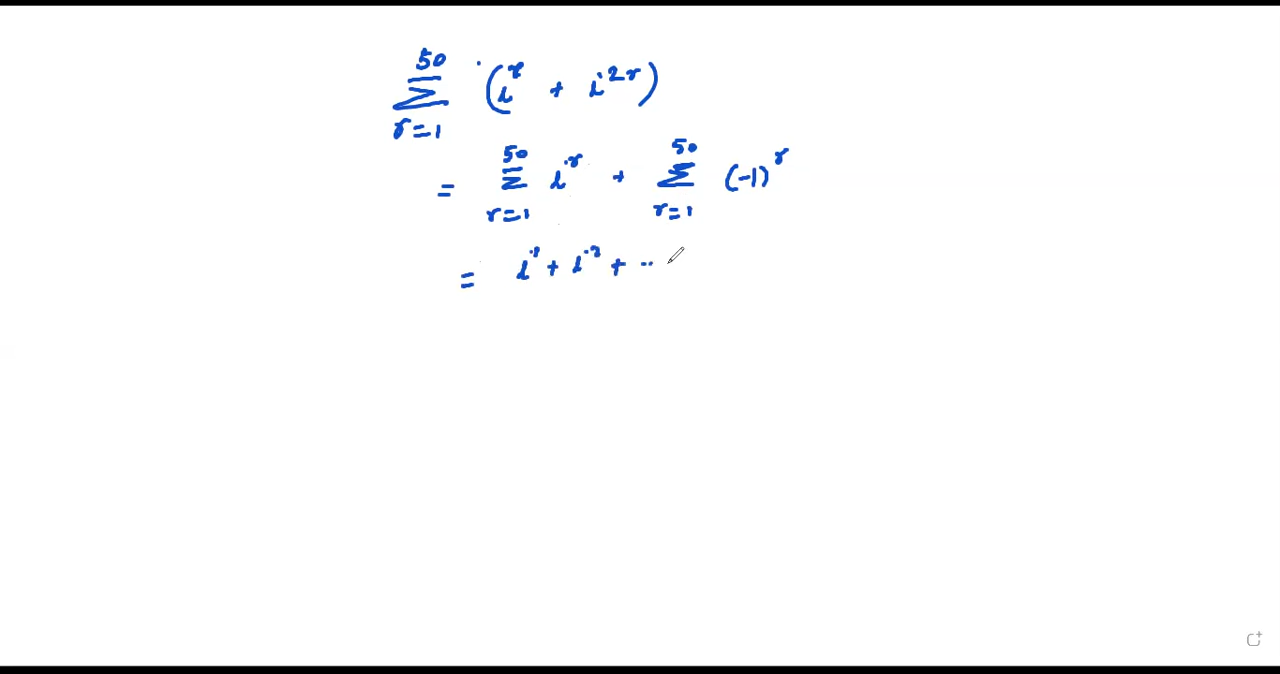 50 ∑ r=1 (i^r + i^2r)
= 50 ∑ r=1 i^r + 50 ∑ r=1 (-1)^r
= i^1 + i^2 + ..